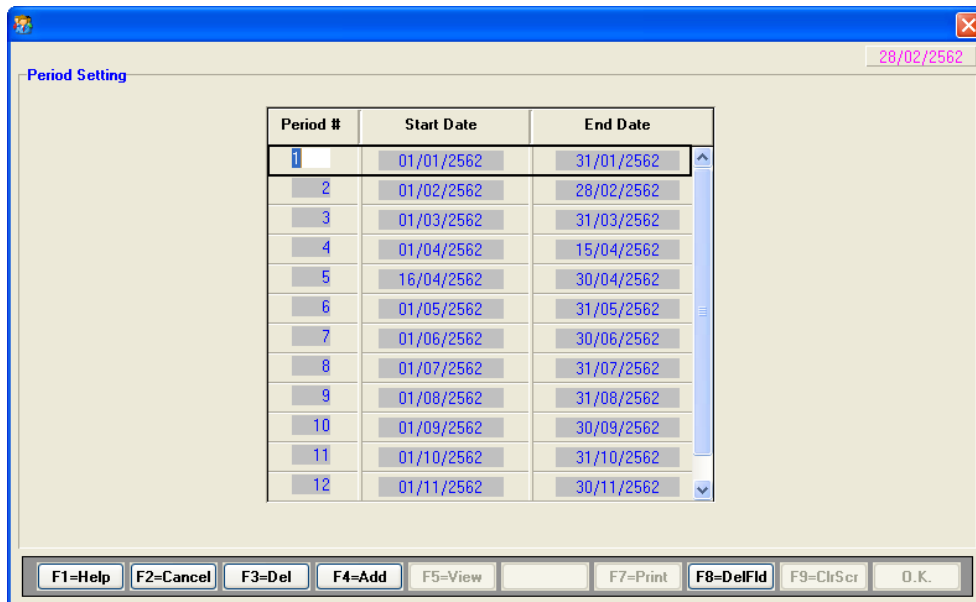 28/02/2562
Period Setting
Period # Start Date End Date
1 01/01/2562 31/01/2562
2 01/02/2562 28/02/2562
3 01/03/2562 31/03/2562
4 01/04/2562 15/04/2562
5 16/04/2562 30/04/2562
6 01/05/2562 31/05/2562
7 01/06/2562 30/06/2562
8 01/07/2562 31/07/2562
9 01/08/2562 31/08/2562
10 01/09/2562 30/09/2562
11 01/10/2562 31/10/2562
12 01/11/2562 30/11/2562
F1=Help F2=Cancel F3=Del F4=Add F5=View F7=Print F8=DelFld F9=ClrScr O.K.